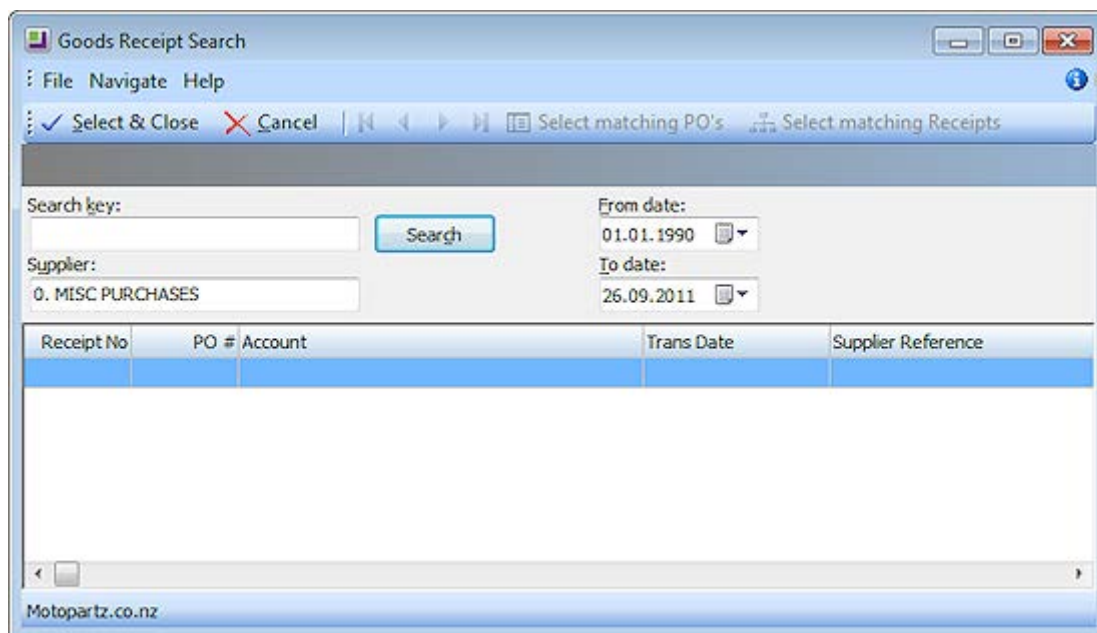 Goods Receipt Search
File Navigate Help
Select & Close Cancel Select matching PO's Select matching Receipts
Search key: From date:
Search 01.01.1990
Supplier: To date:
0. MISC PURCHASES 26.09.2011
Receipt No PO # Account Trans Date Supplier Reference
Motopartz.co.nz